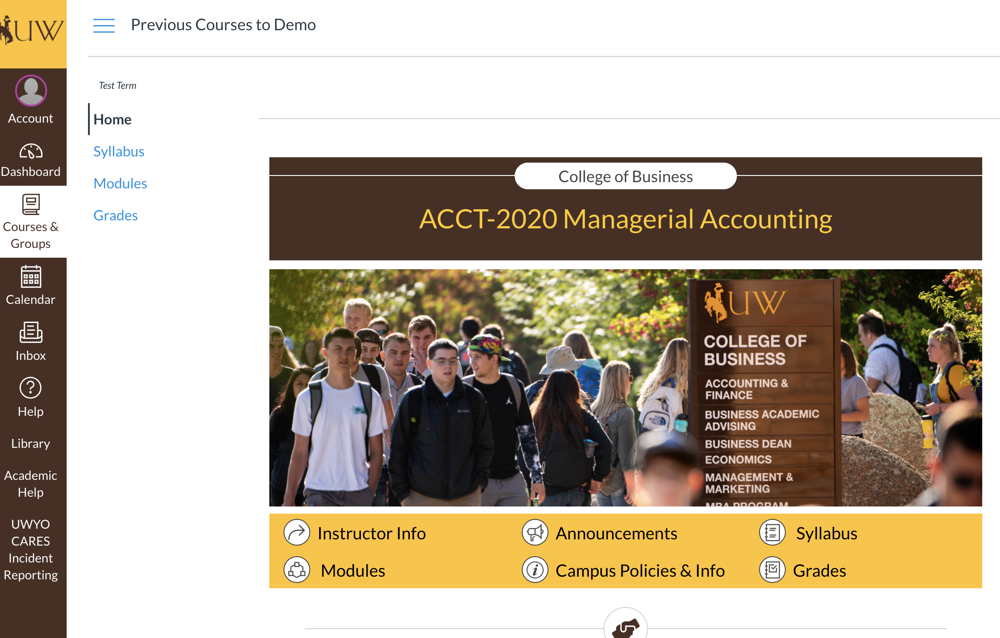 UW
Account
Dashboard
Courses &
Groups
Calendar
Inbox
Help
Library
Academic
Help
UWYO
CARES
Incident
Reporting
Previous Courses to Demo
Test Term
Home
Syllabus
Modules
Grades
College of Business
ACCT-2020 Managerial Accounting
UW
COLLEGE OF
BUSINESS
ACCOUNTING &
FINANCE
BUSINESS ACADEMIC
ADVISING
BUSINESS DEAN
ECONOMICS
MANAGEMENT &
MARKETING
MBA PROGRAM
THE
NORTH
FACE
Instructor Info
Announcements
Syllabus
Modules
Campus Policies & Info
Grades